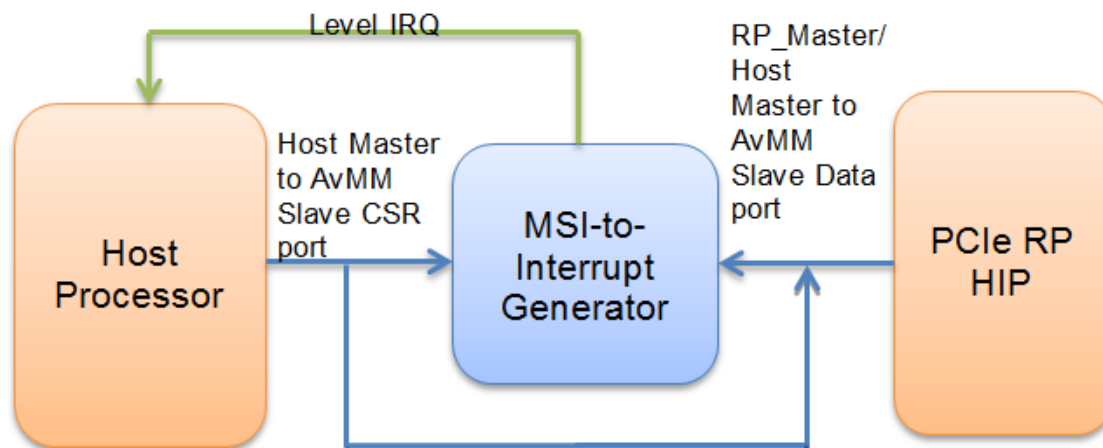 Level IRQ
RP_Master/
Host
Master to
AvMM
Slave Data
port
Host Master
to AvMM
Slave CSR
port
Host
Processor
MSI-to-
Interrupt
Generator
PCIe RP
HIP